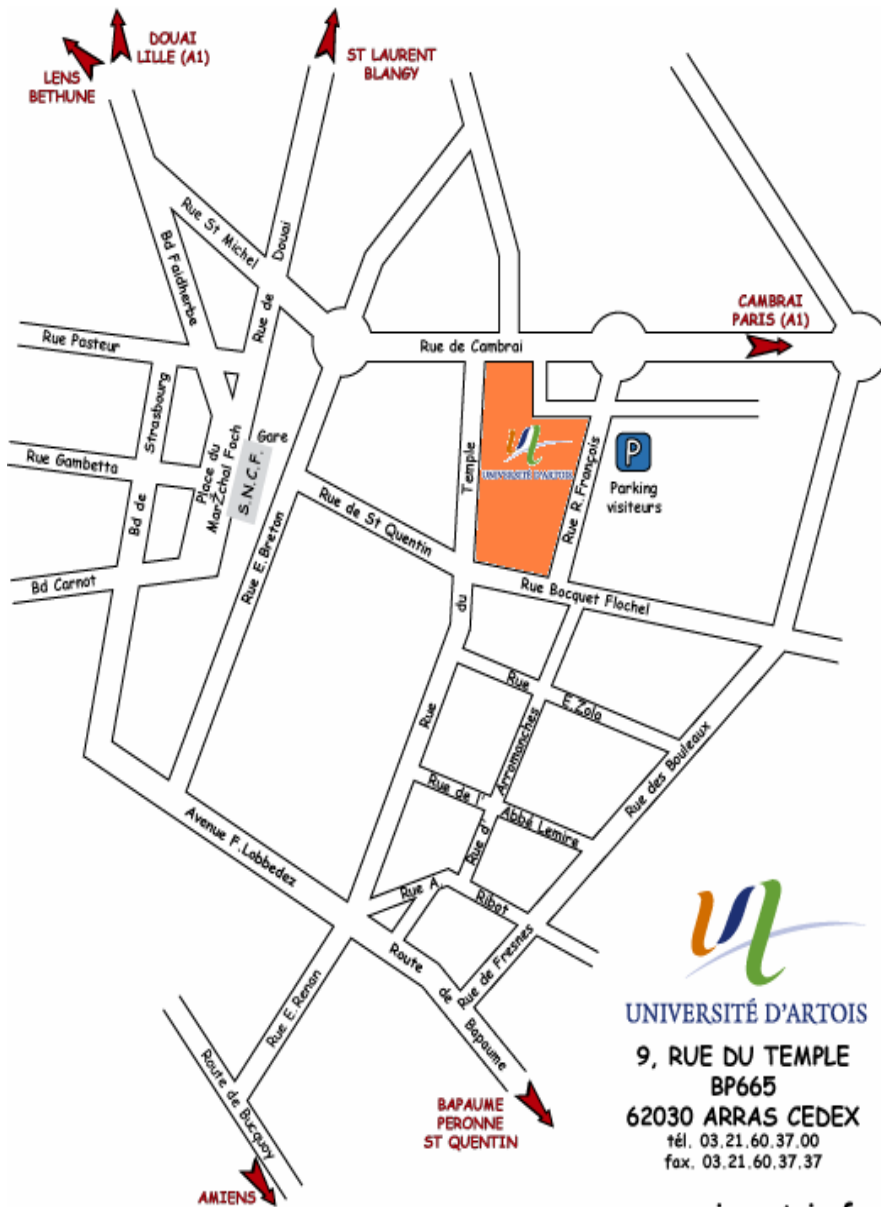 DOUAI
LILLE (A1)
LENS
BETHUNE
ST LAURENT
BLANGY
Rue St Michel
Bd Faidherbe
Rue de Douai
CAMBRAI
PARIS (A1)
Rue Pasteur
Rue de Cambrai
Strasbourg
Bd de
Rue Gambetta
Place du
MarŽchal Foch
Gare
S.N.C.F.
Temple
du
Rue
UNIVERSITÉ D'ARTOIS
Rue R.François
P
Parking
visiteurs
Rue de St Quentin
Rue E.Breton
Bd Carnot
Rue Bocquet Flochel
Rue E.Zola
Rue d'Arromanches
Rue des Bouleaux
Rue de l'Abbé Lemire
Avenue F.Lobbedez
Rue A. Ribot
Rue de Fresnes
Route de Bapaume
Rue E.Renan
Route de Bucquoy
UNIVERSITÉ D'ARTOIS
9, RUE DU TEMPLE
BP665
62030 ARRAS CEDEX
tél. 03.21.60.37.00
fax. 03.21.60.37.37
BAPAUME
PERONNE
ST QUENTIN
AMIENS